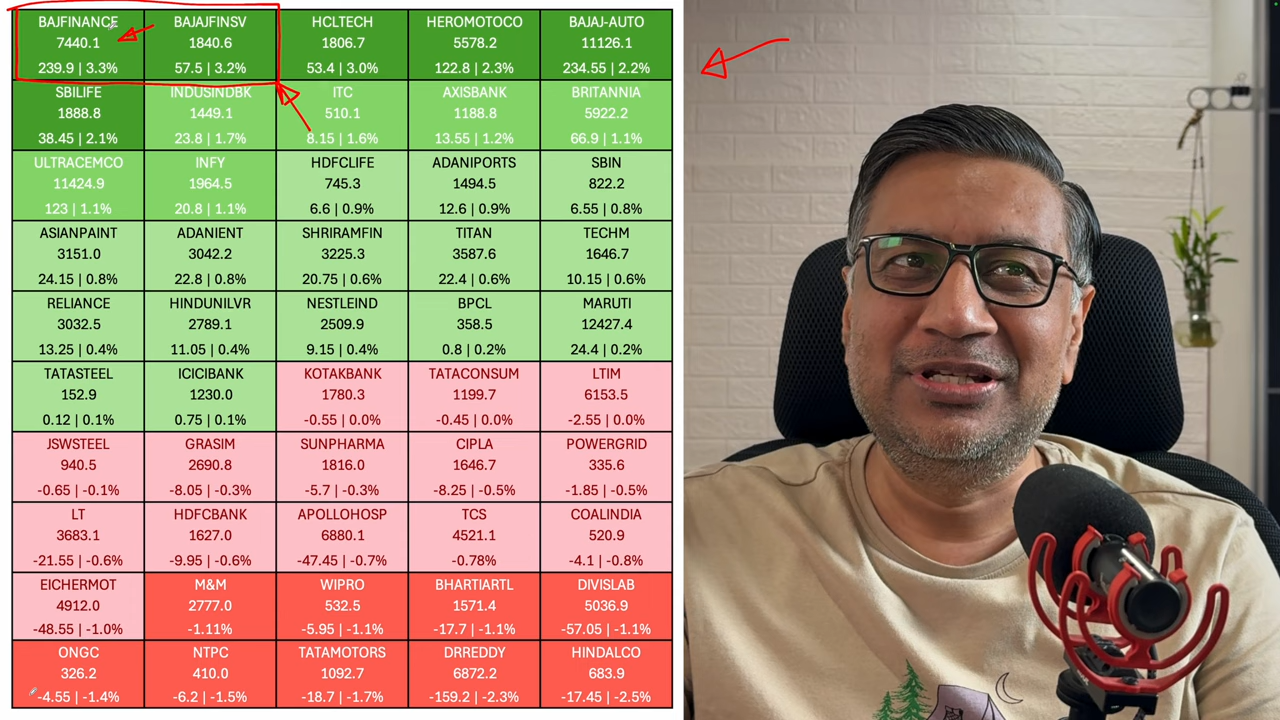 BAJFINANCE BAJAJFINSV HCLTECH HEROMOTOCO BAJAJ-AUTO
7440.1 1840.6 1806.7 5578.2 11126.1
239.9 | 3.3% 57.5 | 3.2% 53.4 | 3.0% 122.8 | 2.3% 234.55 | 2.2%
SBILIFE INDUSINDBK ITC AXISBANK BRITANNIA
1888.8 1449.1 510.1 1188.8 5922.2
38.45 | 2.1% 23.8 | 1.7% 8.15 | 1.6% 13.55 | 1.2% 66.9 | 1.1%
ULTRACEMCO INFY HDFCLIFE ADANIPORTS SBIN
11424.9 1964.5 745.3 1494.5 822.2
123 | 1.1% 20.8 | 1.1% 6.6 | 0.9% 12.6 | 0.9% 6.55 | 0.8%
ASIANPAINT ADANIENT SHRIRAMFIN TITAN TECHM
3151.0 3042.2 3225.3 3587.6 1646.7
24.15 | 0.8% 22.8 | 0.8% 20.75 | 0.6% 22.4 | 0.6% 10.15 | 0.6%
RELIANCE HINDUNILVR NESTLEIND BPCL MARUTI
3032.5 2789.1 2509.9 358.5 12427.4
13.25 | 0.4% 11.05 | 0.4% 9.15 | 0.4% 0.8 | 0.2% 24.4 | 0.2%
TATASTEEL ICICIBANK KOTAKBANK TATACONSUM LTIM
152.9 1230.0 1780.3 1199.7 6153.5
0.12 | 0.1% 0.75 | 0.1% -0.55 | 0.0% -0.45 | 0.0% -2.55 | 0.0%
JSWSTEEL GRASIM SUNPHARMA CIPLA POWERGRID
940.5 2690.8 1816.0 1646.7 335.6
-0.65 | -0.1% -8.05 | -0.3% -5.7 | -0.3% -8.25 | -0.5% -1.85 | -0.5%
LT HDFCBANK APOLLOHOSP TCS COALINDIA
3683.1 1627.0 6880.1 4521.1 520.9
-21.55 | -0.6% -9.95 | -0.6% -47.45 | -0.7% -0.78% -4.1 | -0.8%
EICHERMOT M&M WIPRO BHARTIARTL DIVISLAB
4912.0 2777.0 532.5 1571.4 5036.9
-48.55 | -1.0% -1.11% -5.95 | -1.1% -17.7 | -1.1% -57.05 | -1.1%
ONGC NTPC TATAMOTORS DRREDDY HINDALCO
326.2 410.0 1092.7 6872.2 683.9
-4.55 | -1.4% -6.2 | -1.5% -18.7 | -1.7% -159.2 | -2.3% -17.45 | -2.5%